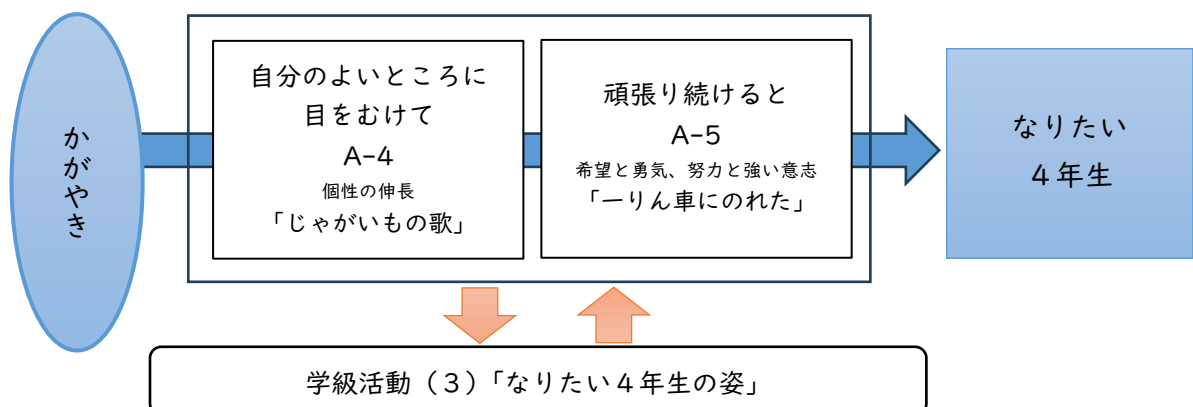 かがやき
自分のよいところに
目をむけて
A-4
個性の伸長
「じゃがいもの歌」
頑張り続けると
A-5
希望と勇気、努力と強い意志
「一りん車にのれた」
なりたい
4年生
学級活動（3）「なりたい4年生の姿」